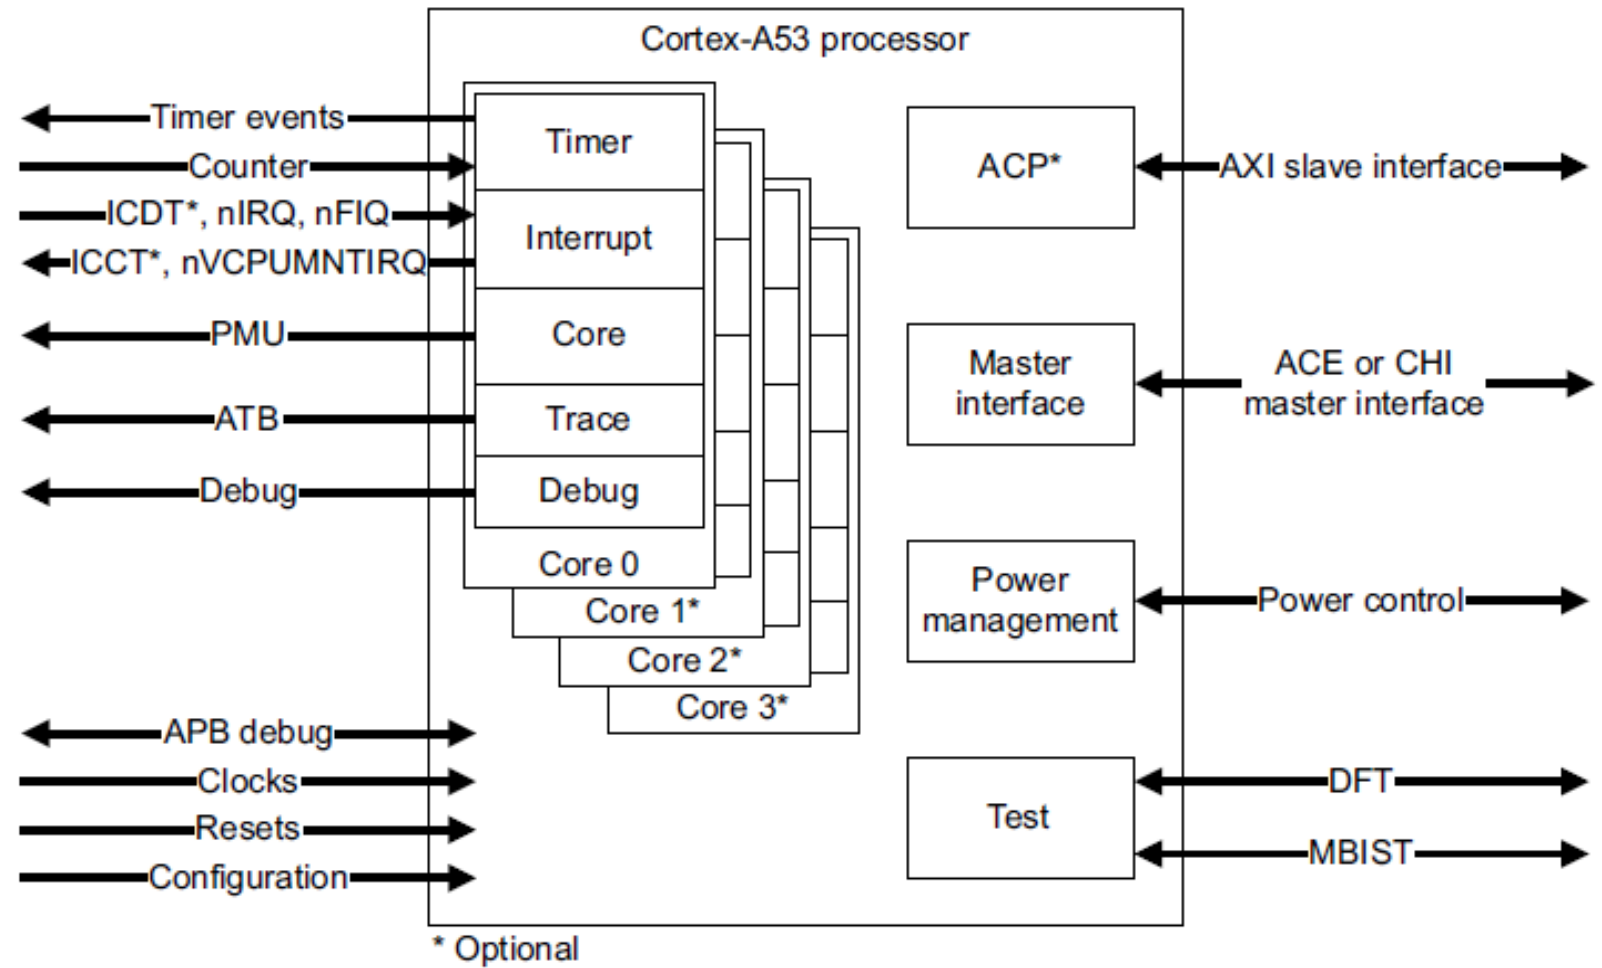 Cortex-A53 processor
Timer events
Counter
ICDT*, nIRQ, nFIQ
ICCT*, nVCPUMNTIRQ
PMU
ATB
Debug
APB debug
Clocks
Resets
Configuration
Timer
Interrupt
Core
Trace
Debug
Core 0
Core 1*
Core 2*
Core 3*
ACP*
Master
interface
Power
management
Test
AXI slave interface
ACE or CHI
master interface
Power control
DFT
MBIST
* Optional